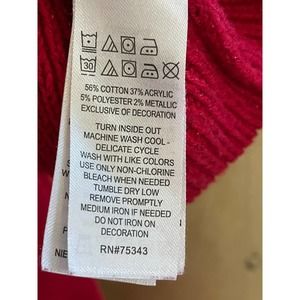 30
56% COTTON 37% ACRYLIC
5% POLYESTER 2% METALLIC
EXCLUSIVE OF DECORATION
TURN INSIDE OUT
MACHINE WASH COOL -
DELICATE CYCLE
WASH WITH LIKE COLORS
USE ONLY NON-CHLORINE
BLEACH WHEN NEEDED
TUMBLE DRY LOW
REMOVE PROMPTLY
MEDIUM IRON IF NEEDED
DO NOT IRON ON
DECORATION
RN#75343
NIE